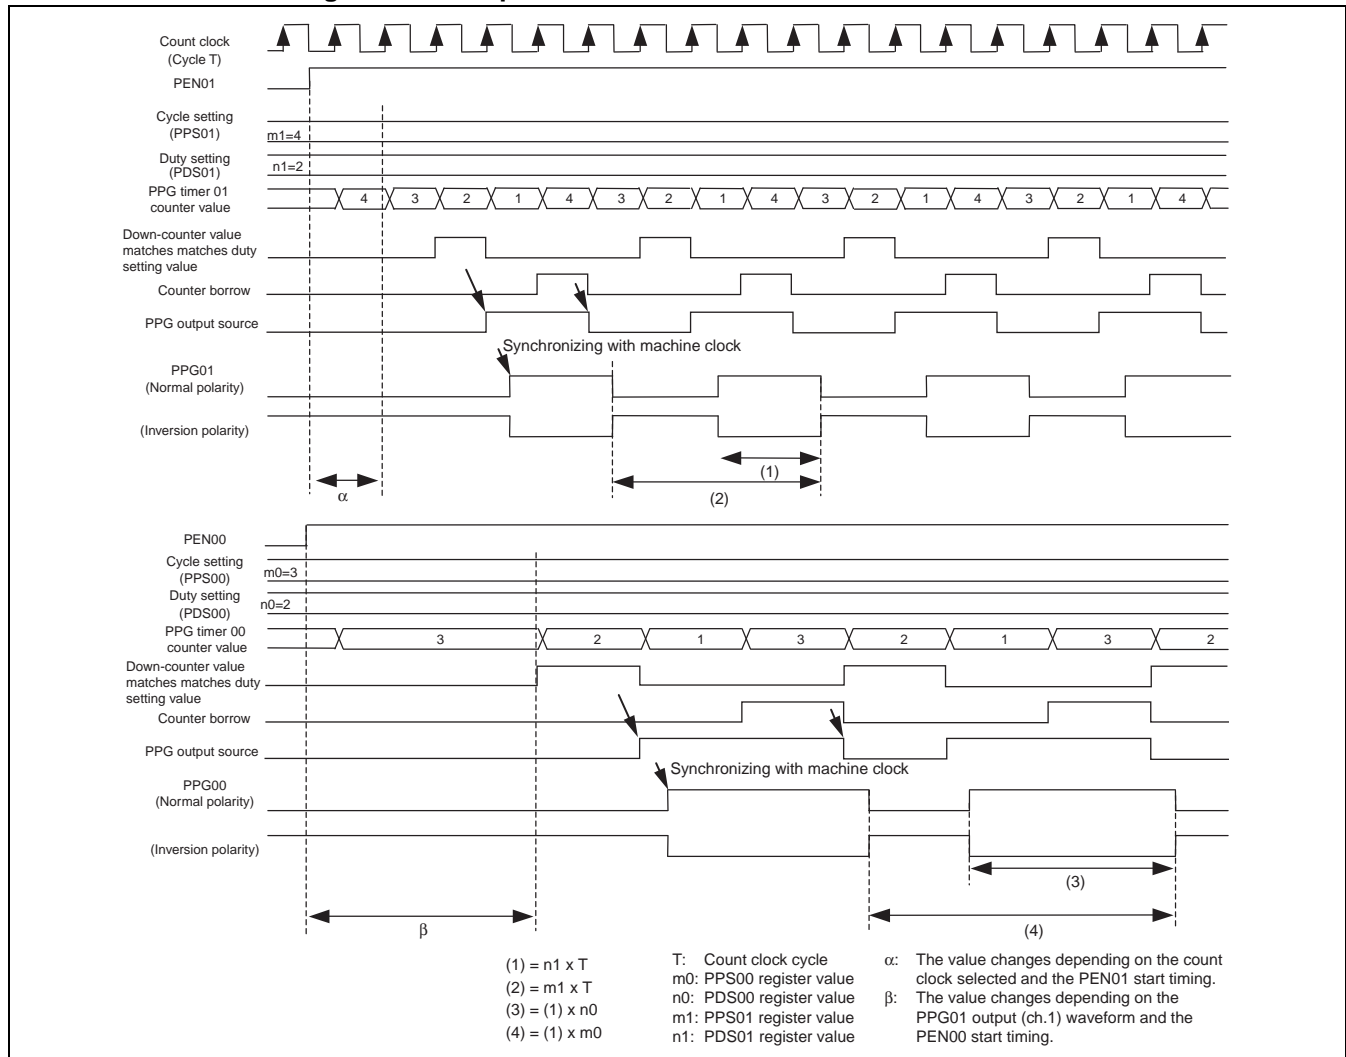 Count clock
(Cycle T)
PEN01
Cycle setting
(PPS01)
m1=4
Duty setting
(PDS01)
n1=2
PPG timer 01
counter value
4 3 2 1 4 3 2 1 4 3 2 1 4 3 2 1 4
Down-counter value
matches matches duty
setting value
Counter borrow
PPG output source
Synchronizing with machine clock
PPG01
(Normal polarity)
(Inversion polarity)
(1)
(2)
α
PEN00
Cycle setting
(PPS00)
m0=3
Duty setting
(PDS00)
n0=2
PPG timer 00
counter value
3 2 1 3 2 1 3 2
Down-counter value
matches matches duty
setting value
Counter borrow
PPG output source
Synchronizing with machine clock
PPG00
(Normal polarity)
(Inversion polarity)
(3)
(4)
β
(1) = n1 x T
(2) = m1 x T
(3) = (1) x n0
(4) = (1) x m0
T: Count clock cycle
m0: PPS00 register value
n0: PDS00 register value
m1: PPS01 register value
n1: PDS01 register value
α: The value changes depending on the count
clock selected and the PEN01 start timing.
β: The value changes depending on the
PPG01 output (ch.1) waveform and the
PEN00 start timing.